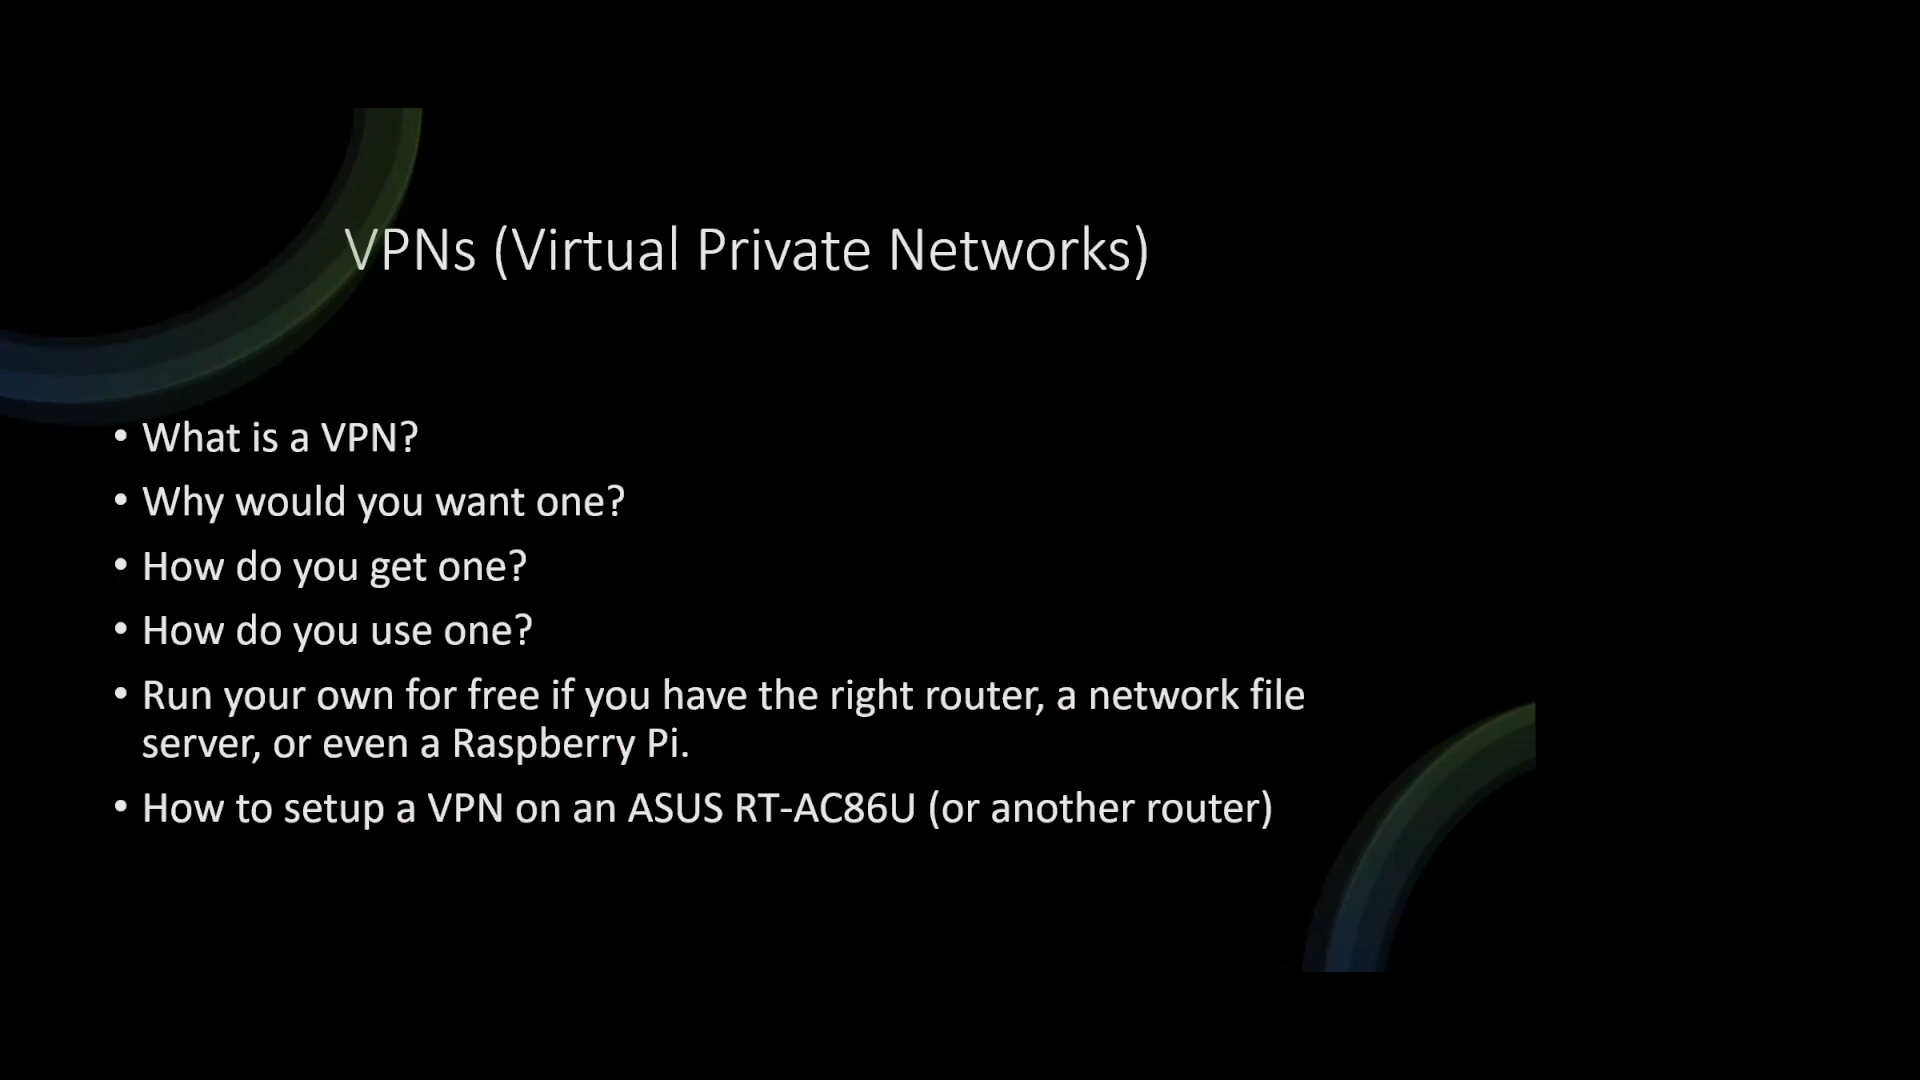 VPNs (Virtual Private Networks)
• What is a VPN?
• Why would you want one?
• How do you get one?
• How do you use one?
• Run your own for free if you have the right router, a network file
server, or even a Raspberry Pi.
• How to setup a VPN on an ASUS RT-AC86U (or another router)